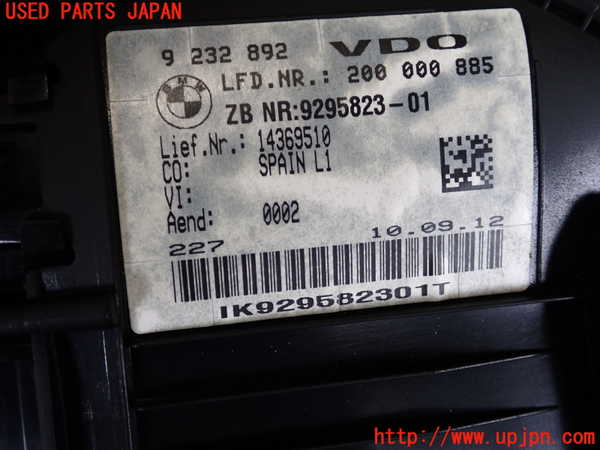 USED PARTS JAPAN
9 232 892 VDO
BMW
LFD.NR.: 200 000 885
ZB NR:9295823-01
Lief.Nr.: 14369510
CO: SPAIN L1
VI:
Aend: 0002
227 10.09.12
IK929582301T
http://www.upjpn.com/